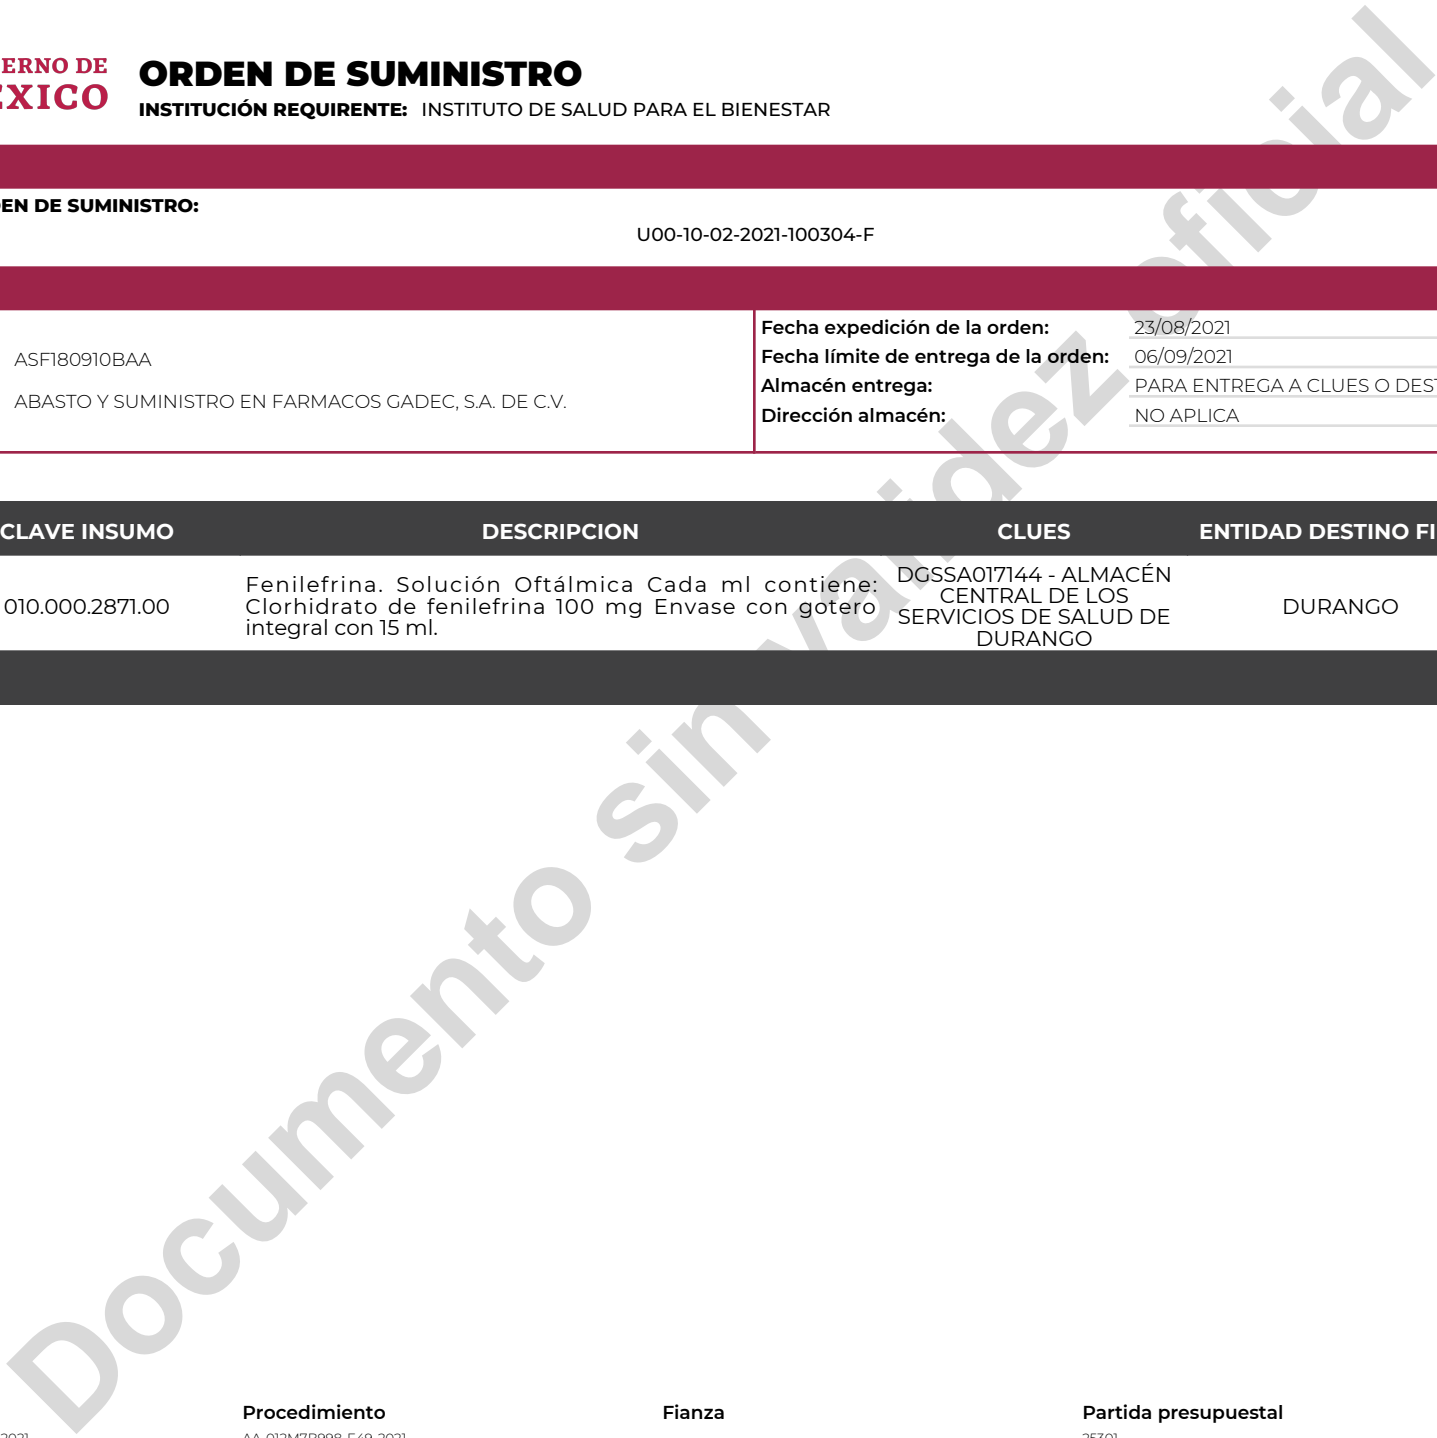 ERNO DE
ORDEN DE SUMINISTRO
INSTITUCIÓN REQUIRENTE: INSTITUTO DE SALUD PARA EL BIENESTAR
EN DE SUMINISTRO:
U00-10-02-2021-100304-F
ASF180910BAA
ABASTO Y SUMINISTRO EN FARMACOS GADEC, S.A. DE C.V.
Fecha expedición de la orden: 23/08/2021
Fecha límite de entrega de la orden: 06/09/2021
Almacén entrega: PARA ENTREGA A CLUES O DEST
Dirección almacén: NO APLICA
CLAVE INSUMO DESCRIPCION CLUES ENTIDAD DESTINO FI
010.000.2871.00
Fenilefrina. Solución Oftálmica Cada ml contiene:
Clorhidrato de fenilefrina 100 mg Envase con gotero
integral con 15 ml.
DGSSA017144 - ALMACÉN
CENTRAL DE LOS
SERVICIOS DE SALUD DE
DURANGO
DURANGO
Documento sin validez oficial
Procedimiento Fianza Partida presupuestal